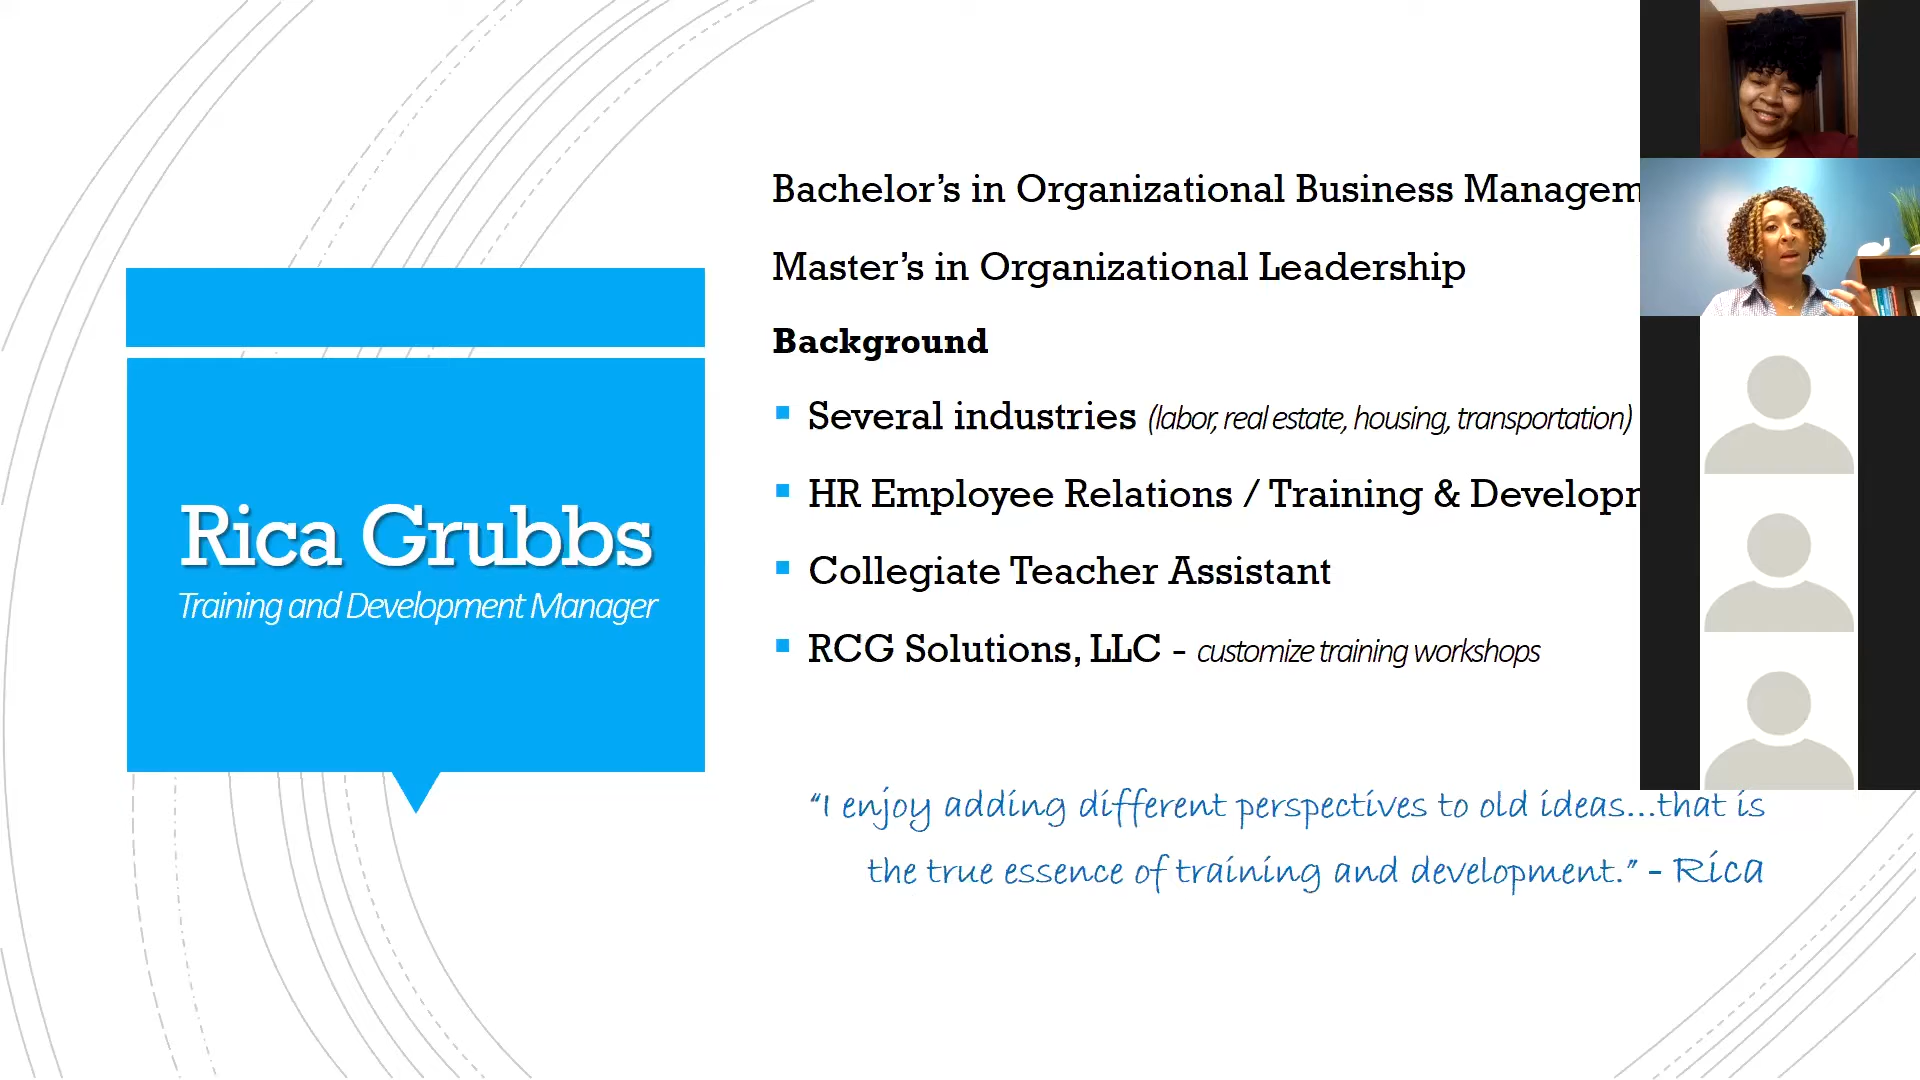 Bachelor’s in Organizational Business Managem
Master’s in Organizational Leadership
Background
Several industries (labor, real estate, housing, transportation)
HR Employee Relations / Training & Develop
Collegiate Teacher Assistant
RCG Solutions, LLC - customize training workshops
Rica Grubbs
Training and Development Manager
“I enjoy adding different perspectives to old ideas...that is
the true essence of training and development.” - Rica